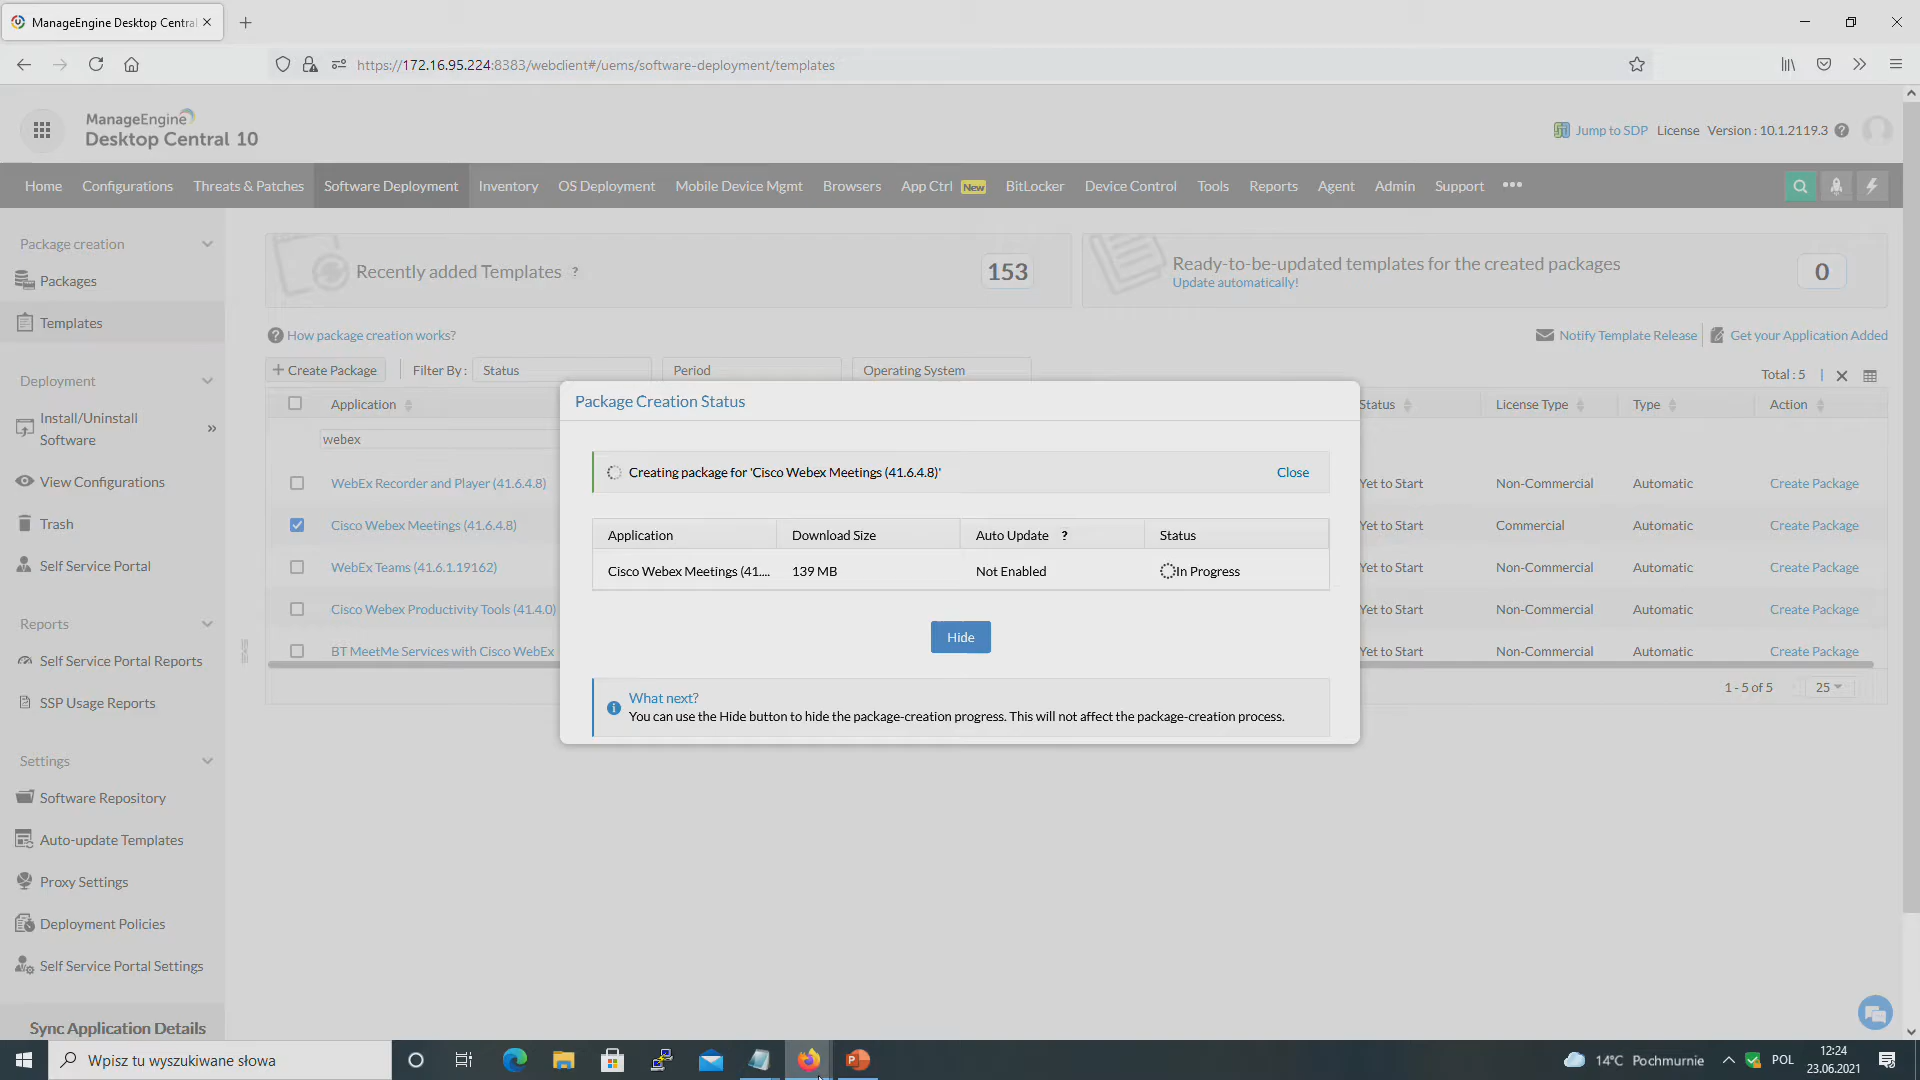 ManageEngine Desktop Central
https://172.16.95.224:8383/webclient#/uems/software-deployment/templates
ManageEngine
Desktop Central 10
Jump to SDP License Version : 10.1.2119.3
Home Configurations Threats & Patches Software Deployment Inventory OS Deployment Mobile Device Mgmt Browsers App Ctrl New BitLocker Device Control Tools Reports Agent Admin Support
Package creation
Packages
Templates
Deployment
Install/Uninstall
Software
View Configurations
Trash
Self Service Portal
Reports
Self Service Portal Reports
SSP Usage Reports
Settings
Software Repository
Auto-update Templates
Proxy Settings
Deployment Policies
Self Service Portal Settings
Sync Application Details
Recently added Templates ? 153
Ready-to-be-updated templates for the created packages 0
Update automatically!
How package creation works?
Notify Template Release Get your Application Added
+ Create Package Filter By : Status Period Operating System
Total : 5
Application Status License Type Type Action
webex
WebEx Recorder and Player (41.6.4.8) Yet to Start Non-Commercial Automatic Create Package
Cisco Webex Meetings (41.6.4.8) Yet to Start Commercial Automatic Create Package
WebEx Teams (41.6.1.19162) Yet to Start Non-Commercial Automatic Create Package
Cisco Webex Productivity Tools (41.4.0) Yet to Start Non-Commercial Automatic Create Package
BT MeetMe Services with Cisco WebEx Yet to Start Non-Commercial Automatic Create Package
1 - 5 of 5 25
Package Creation Status
Creating package for 'Cisco Webex Meetings (41.6.4.8)' Close
Application Download Size Auto Update ? Status
Cisco Webex Meetings (41.... 139 MB Not Enabled In Progress
Hide
What next?
You can use the Hide button to hide the package-creation progress. This will not affect the package-creation process.
Wpisz tu wyszukiwane słowa
14°C Pochmurnie POL 12:24
23.06.2021